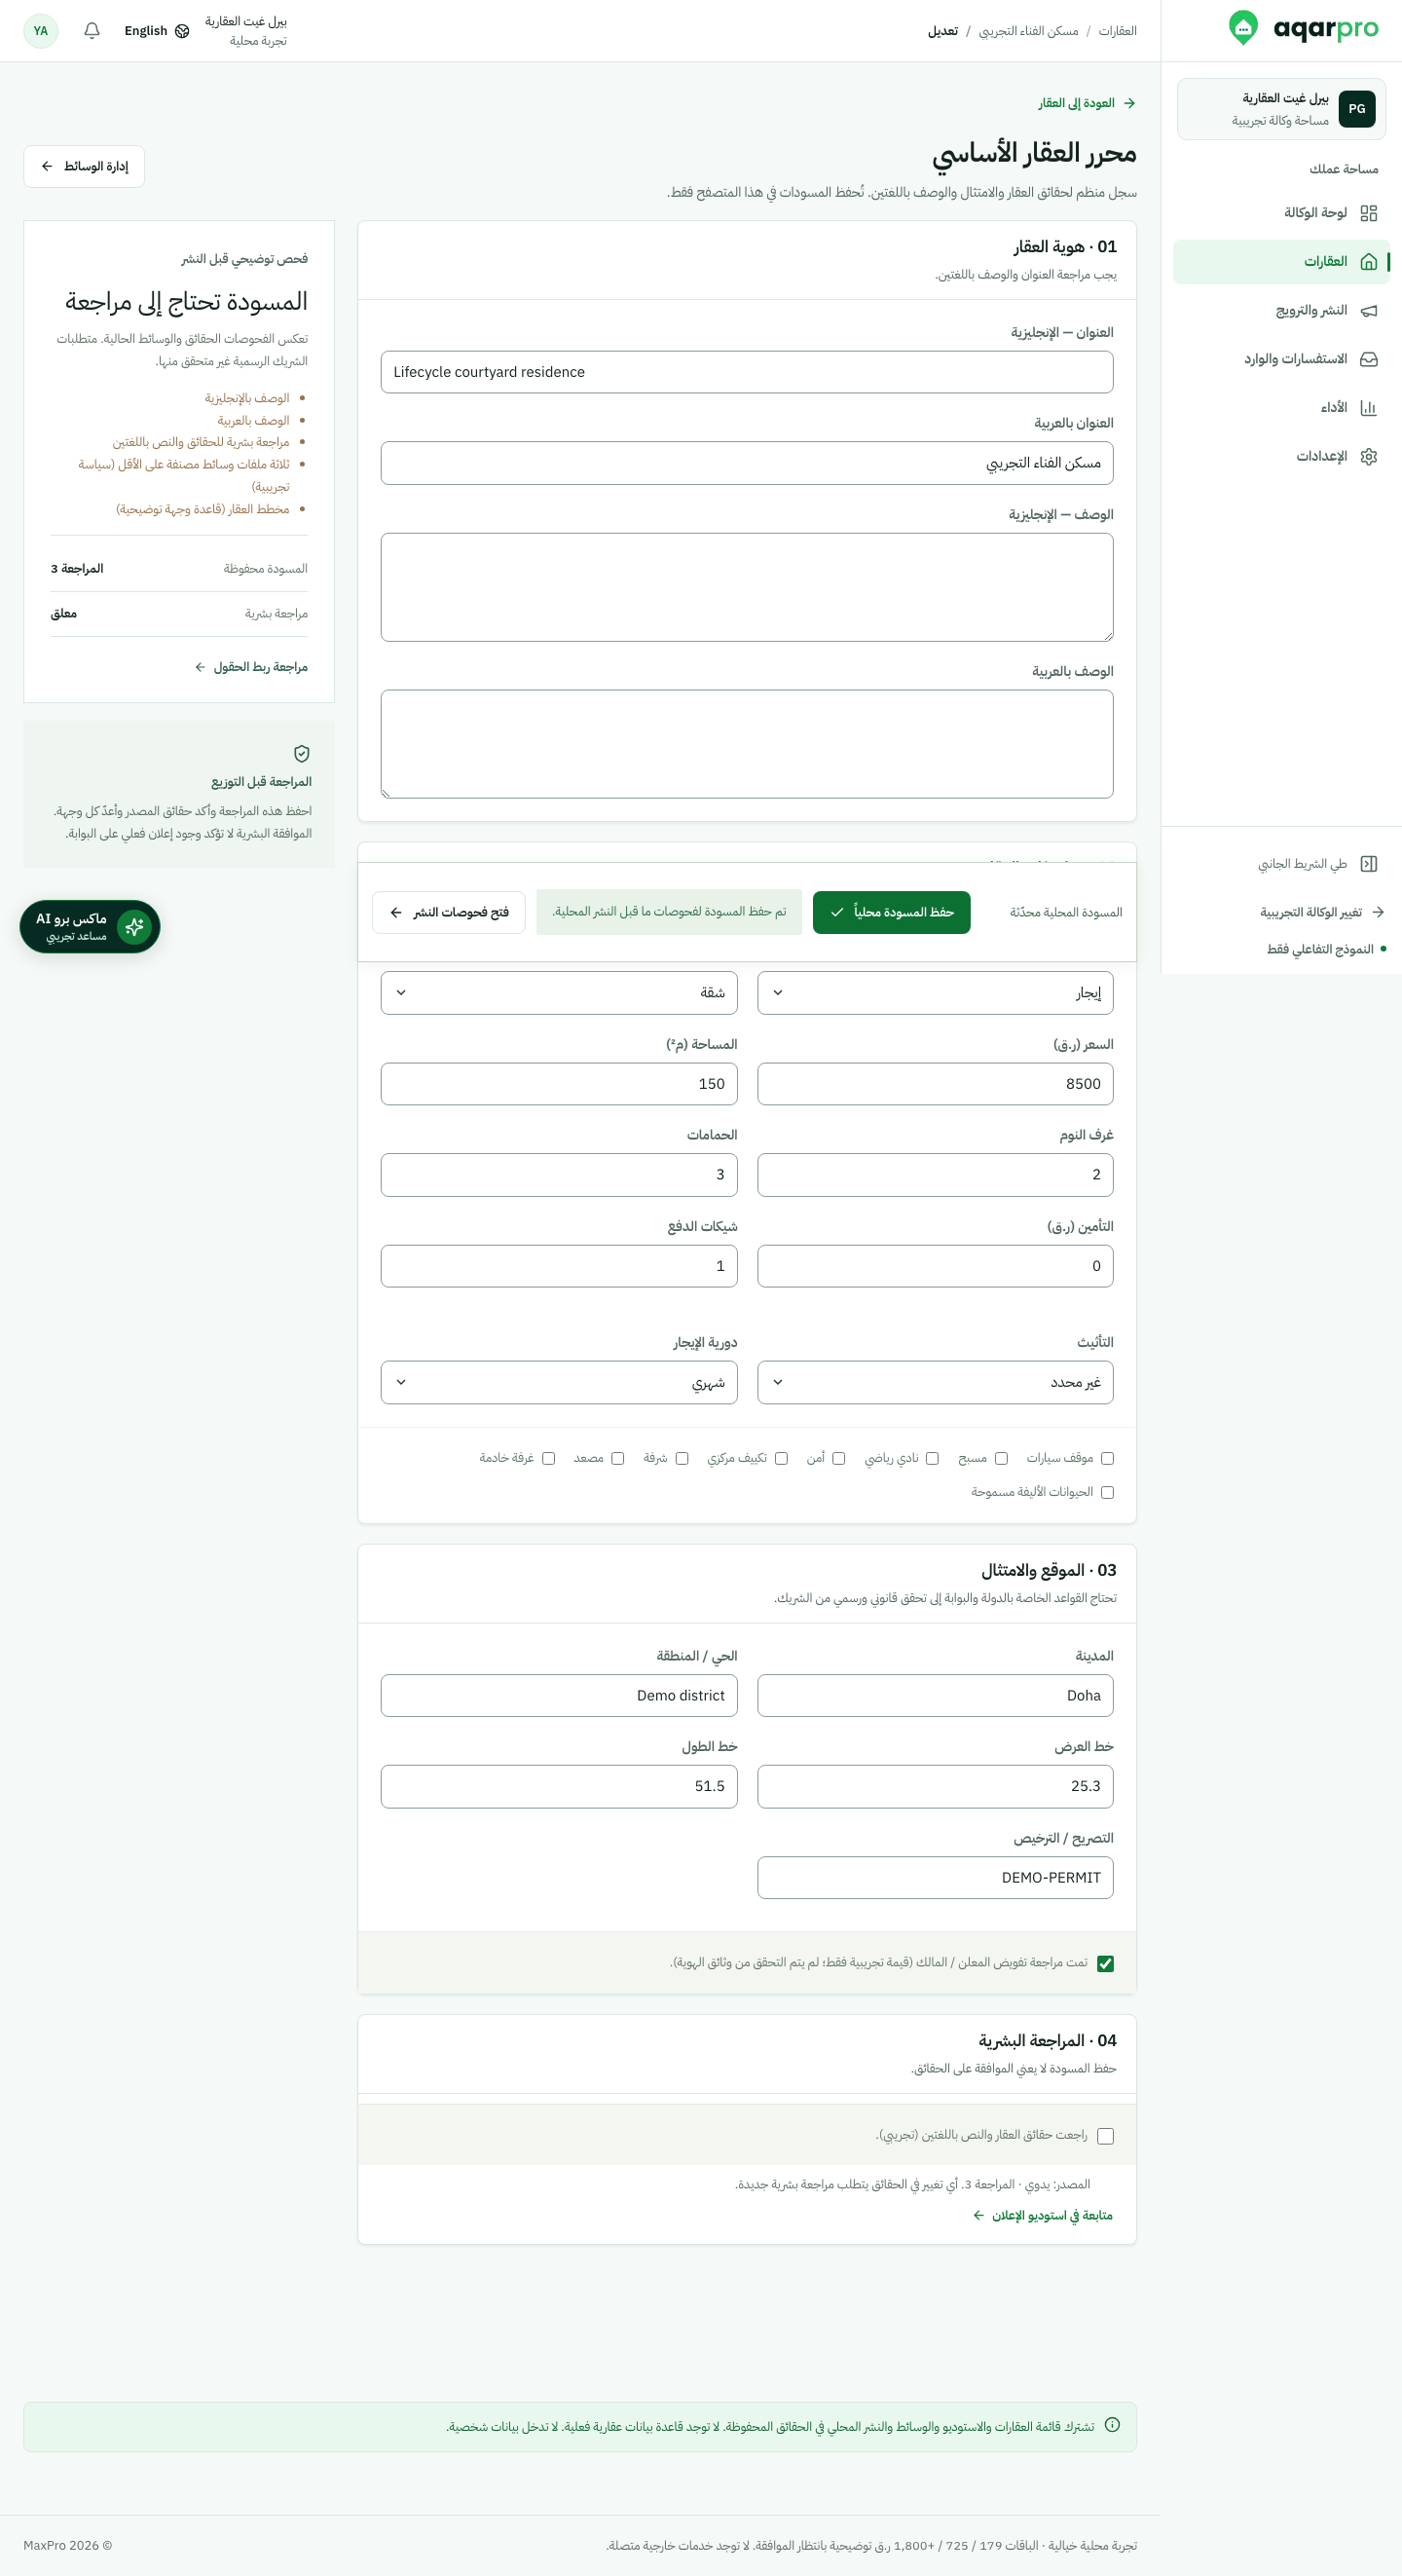 aqarpro
PG
بيرل غيت العقارية
مساحة وكالة تجريبية
مساحة عملك
لوحة الوكالة
العقارات
النشر والترويج
الاستفسارات والوارد
الأداء
الإعدادات
طي الشريط الجانبي
تغيير الوكالة التجريبية
النموذج التفاعلي فقط
العقارات / مسكن الفناء التجريبي / تعديل
بيرل غيت العقارية
تجربة محلية
English
YA
العودة إلى العقار
محرر العقار الأساسي
سجل منظم لحقائق العقار والامتثال والوصف باللغتين. تُحفظ المسودات في هذا المتصفح فقط.
إدارة الوسائط
01 · هوية العقار
يجب مراجعة العنوان والوصف باللغتين.
العنوان — الإنجليزية
Lifecycle courtyard residence
العنوان بالعربية
مسكن الفناء التجريبي
الوصف — الإنجليزية
الوصف بالعربية
المسودة المحلية محدّثة
حفظ المسودة محلياً
تم حفظ المسودة لفحوصات ما قبل النشر المحلية.
فتح فحوصات النشر
إيجار
شقة
السعر (ر.ق)
المساحة (م²)
8500
150
غرف النوم
الحمامات
2
3
التأمين (ر.ق)
شيكات الدفع
0
1
التأثيث
دورية الإيجار
غير محدد
شهري
موقف سيارات
مسبح
نادي رياضي
أمن
تكييف مركزي
شرفة
مصعد
غرفة خادمة
الحيوانات الأليفة مسموحة
03 · الموقع والامتثال
تحتاج القواعد الخاصة بالدولة والبوابة إلى تحقق قانوني ورسمي من الشريك.
المدينة
الحي / المنطقة
Doha
Demo district
خط العرض
خط الطول
25.3
51.5
التصريح / الترخيص
DEMO-PERMIT
تمت مراجعة تفويض المعلن / المالك (قيمة تجريبية فقط؛ لم يتم التحقق من وثائق الهوية).
04 · المراجعة البشرية
حفظ المسودة لا يعني الموافقة على الحقائق.
راجعت حقائق العقار والنص باللغتين (تجريبي).
المصدر: يدوي · المراجعة 3. أي تغيير في الحقائق يتطلب مراجعة بشرية جديدة.
متابعة في استوديو الإعلان
فحص توضيحي قبل النشر
المسودة تحتاج إلى مراجعة
تعكس الفحوصات الحقائق والوسائط الحالية. متطلبات
الشريك الرسمية غير متحقق منها.
الوصف بالإنجليزية
الوصف بالعربية
مراجعة بشرية للحقائق والنص باللغتين
ثلاثة ملفات وسائط مصنفة على الأقل (سياسة
تجريبية)
مخطط العقار (قاعدة وجهة توضيحية)
المسودة محفوظة
المراجعة 3
مراجعة بشرية
معلق
مراجعة ربط الحقول
المراجعة قبل التوزيع
احفظ هذه المراجعة وأكد حقائق المصدر وأعدّ كل وجهة.
الموافقة البشرية لا تؤكد وجود إعلان فعلي على البوابة.
ماكس برو AI
مساعد تجريبي
تشترك قائمة العقارات والاستوديو والوسائط والنشر المحلي في الحقائق المحفوظة. لا توجد قاعدة بيانات عقارية فعلية. لا تدخل بيانات شخصية.
تجربة محلية خيالية · الباقات 179 / 725 / +1,800 ر.ق توضيحية بانتظار الموافقة. لا توجد خدمات خارجية متصلة.
© 2026 MaxPro